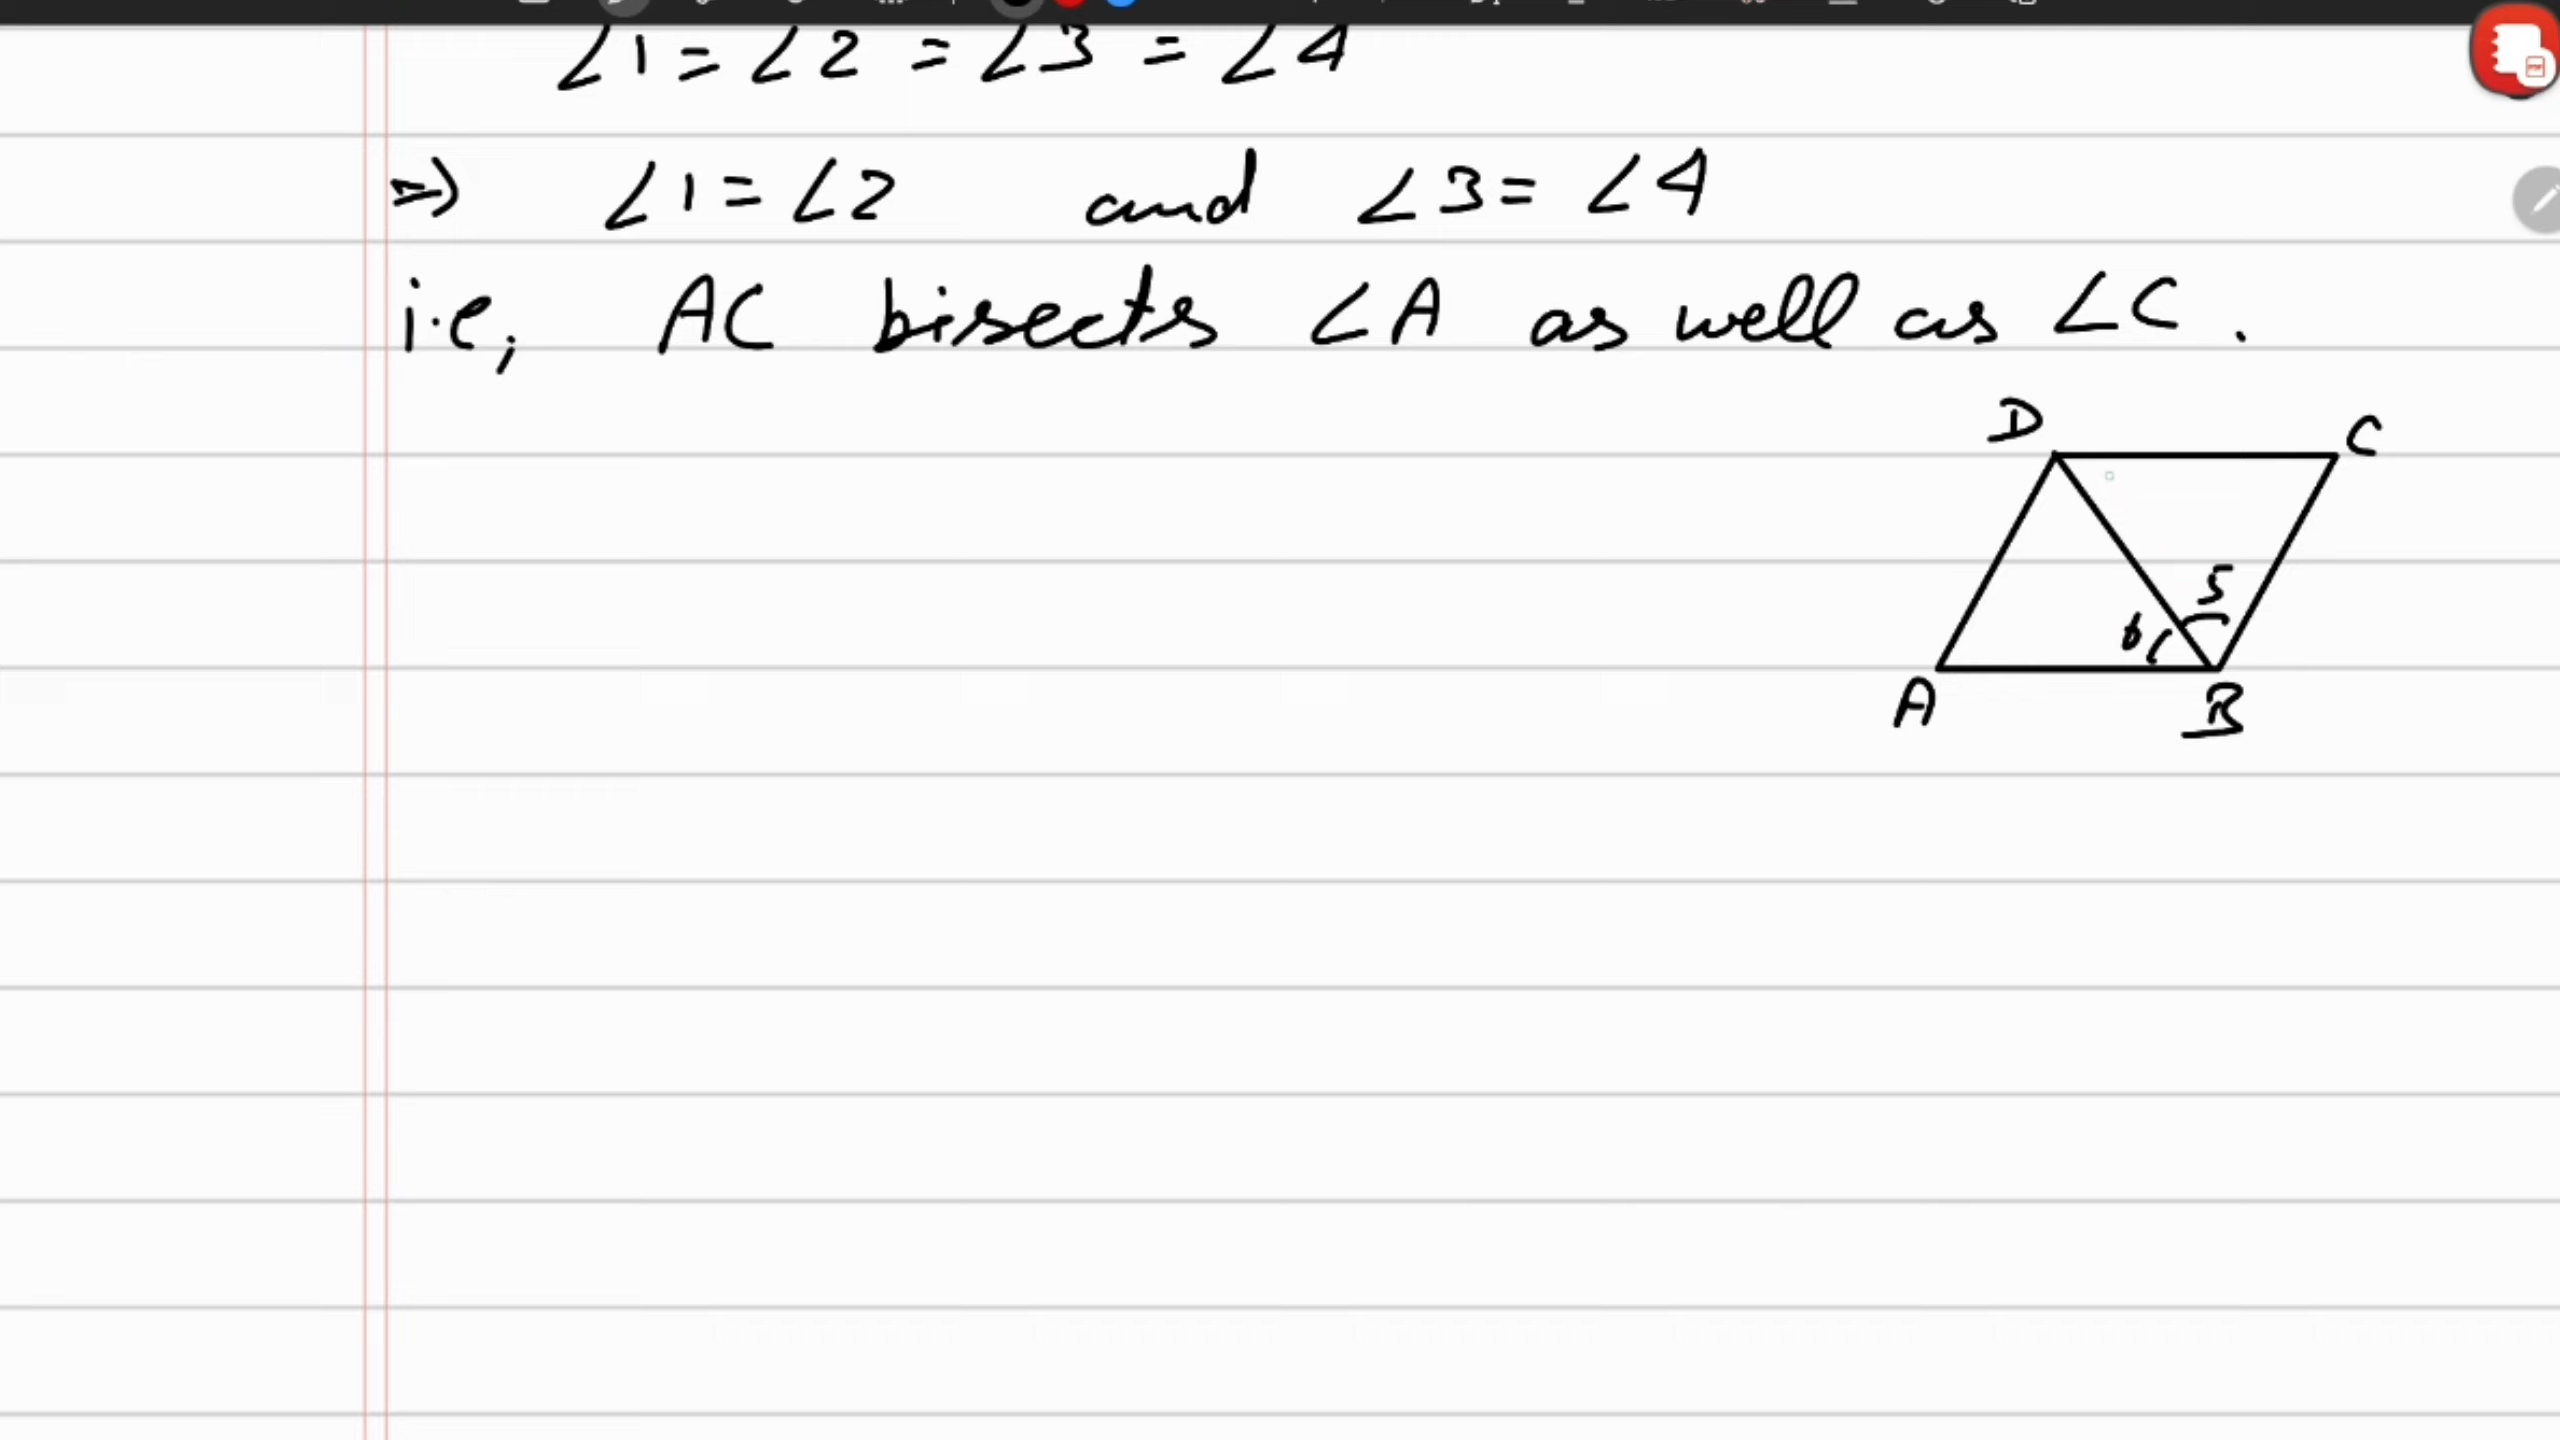 ∠1 = ∠2 = ∠3 = ∠4
⇒ ∠1 = ∠2 and ∠3 = ∠4
i.e, AC bisects ∠A as well as ∠C .
D C
5
6
A B